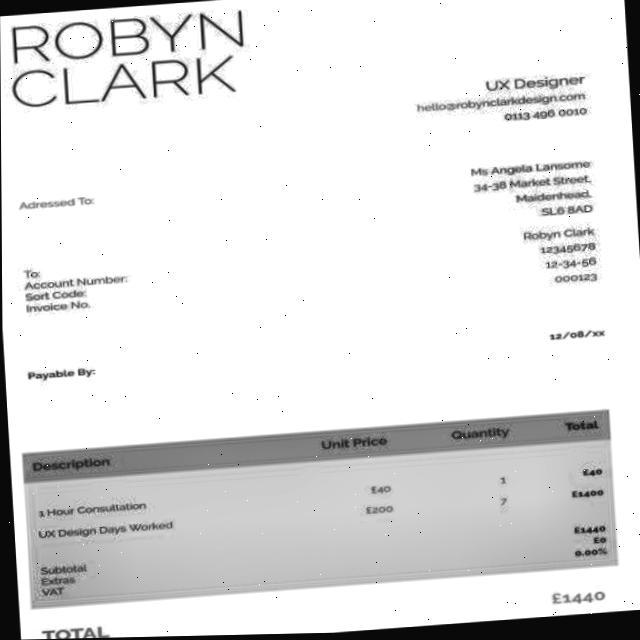 ROBYN
CLARK
UX Designer
hello@robynclarkdesign.com
0113 496 0010
Adressed To:
Ms Angela Lansome
34-38 Market Street,
Maidenhead,
SL6 8AD
To: Robyn Clark
Account Number: 12345678
Sort Code: 12-34-56
Invoice No. 000123
Payable By: 12/08/xx
Description Unit Price Quantity Total
1 Hour Consultation £40 1 £40
UX Design Days Worked £200 7 £1400
Subtotal £1440
Extras £0
VAT 0.00%
TOTAL £1440